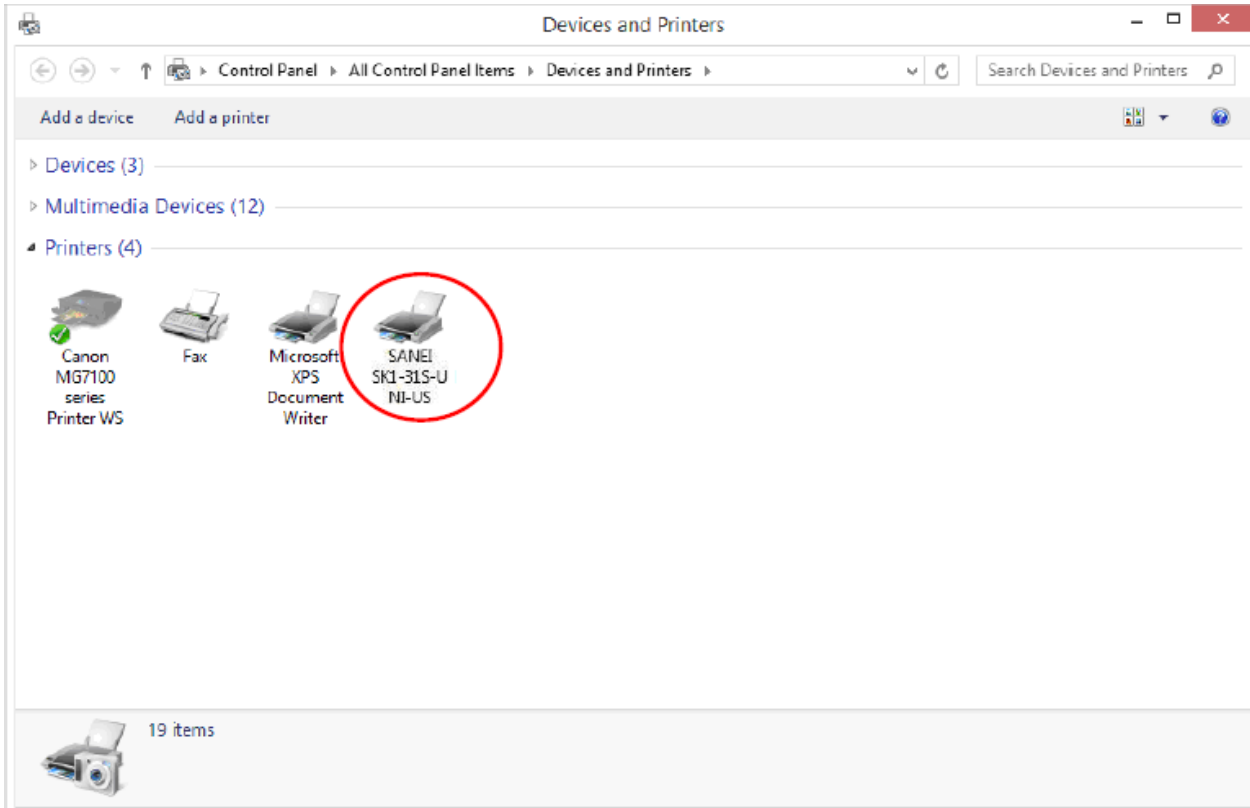 Devices and Printers
Control Panel All Control Panel Items Devices and Printers
Search Devices and Printers
Add a device Add a printer
Devices (3)
Multimedia Devices (12)
Printers (4)
Canon
MG7100
series
Printer WS
Fax
Microsoft
XPS
Document
Writer
SANEI
SK1-31S-U
NI-US
19 items